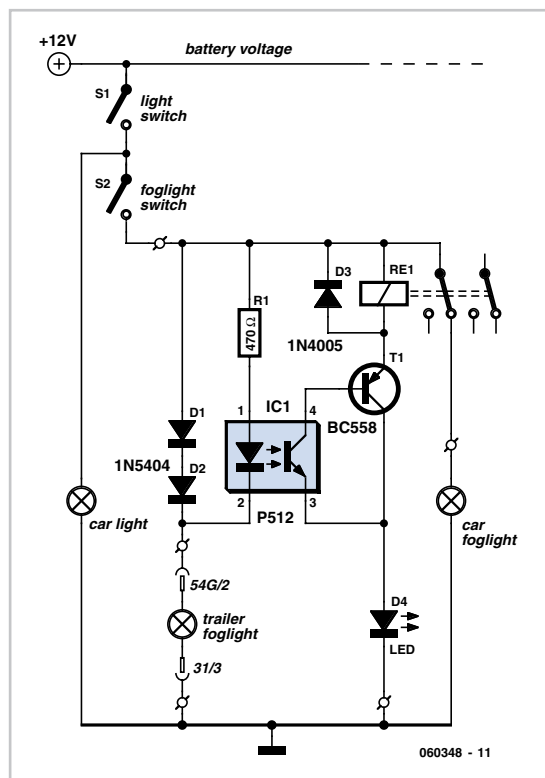 +12V
battery voltage
S1
light
switch
S2
foglight
switch
D3
RE1
R1
470 Ω
1N4005
T1
IC1
1
4
BC558
D1
1N5404
D2
2
3
P512
car light
car
foglight
54G/2
trailer
foglight
D4
LED
31/3
060348 - 11